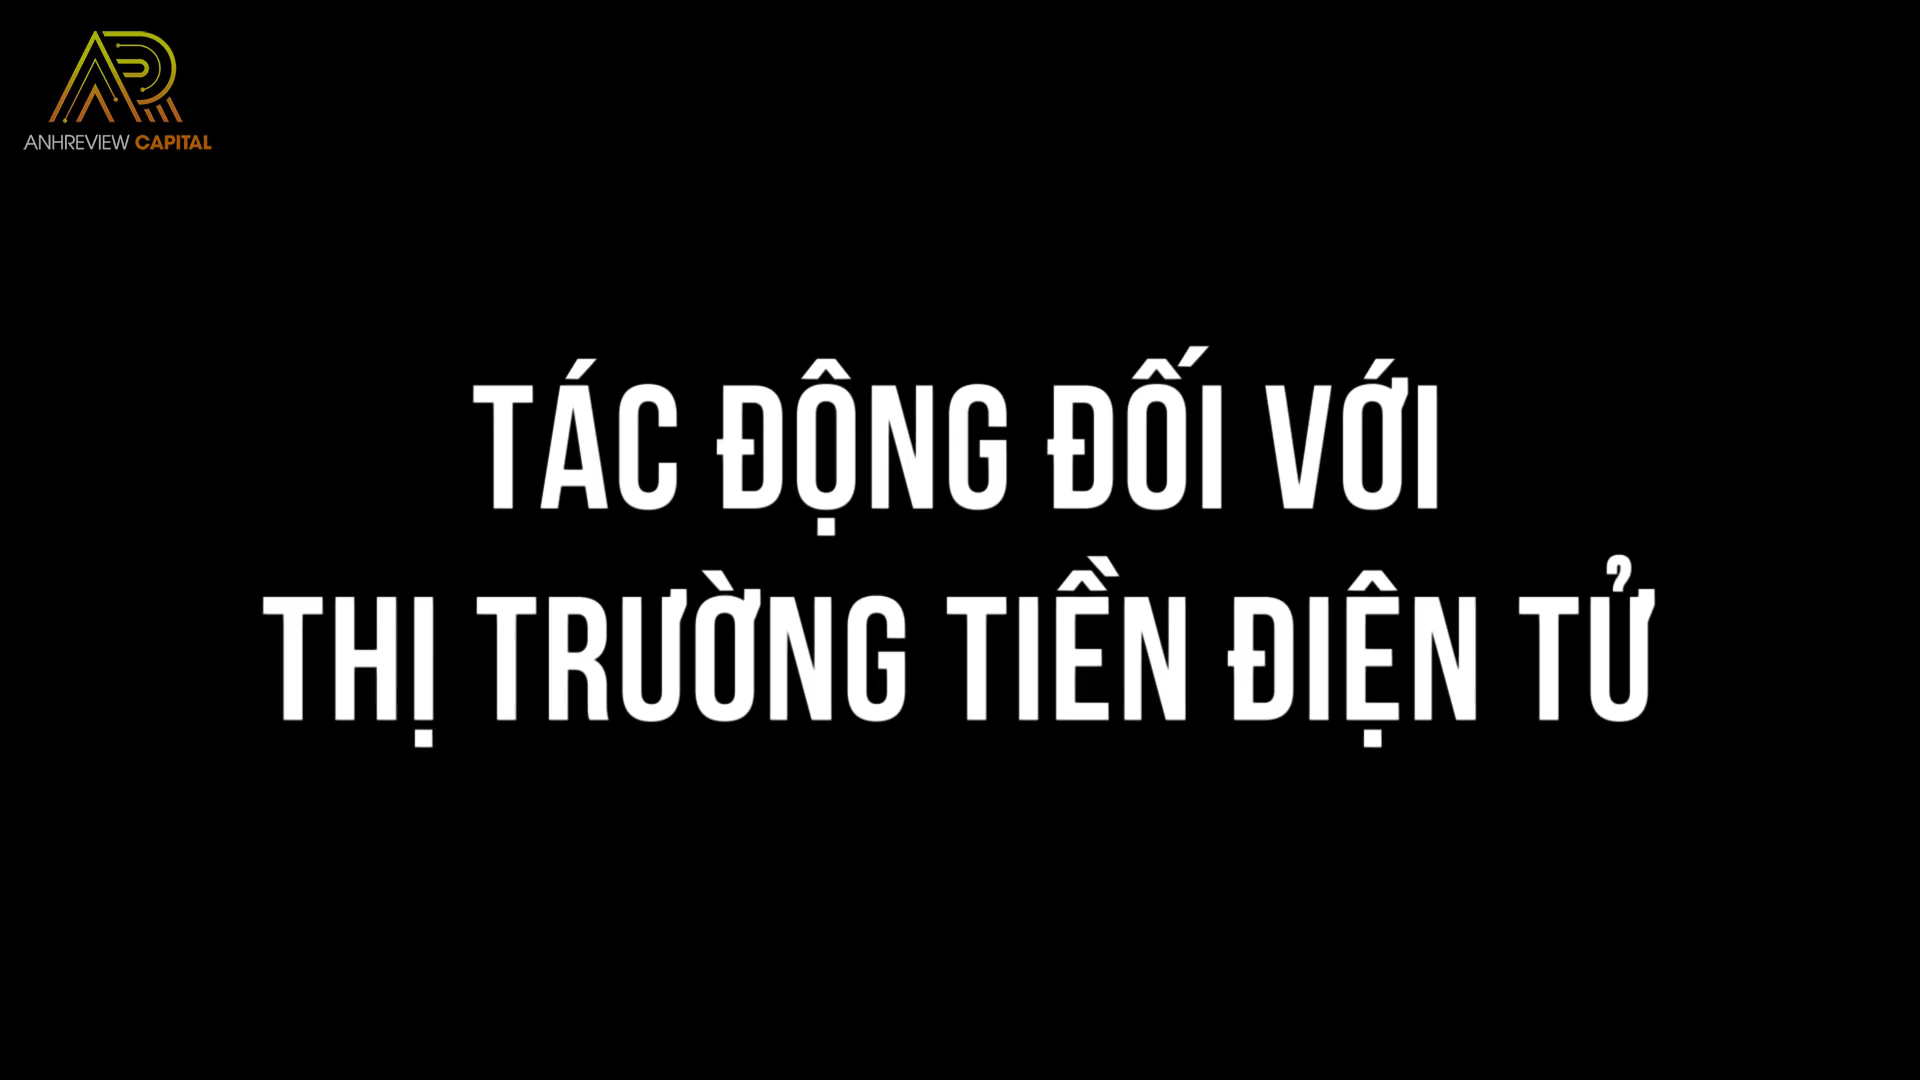 ANHREVIEW CAPITAL
TÁC ĐỘNG ĐỐI VỚI
THỊ TRƯỜNG TIỀN ĐIỆN TỬ